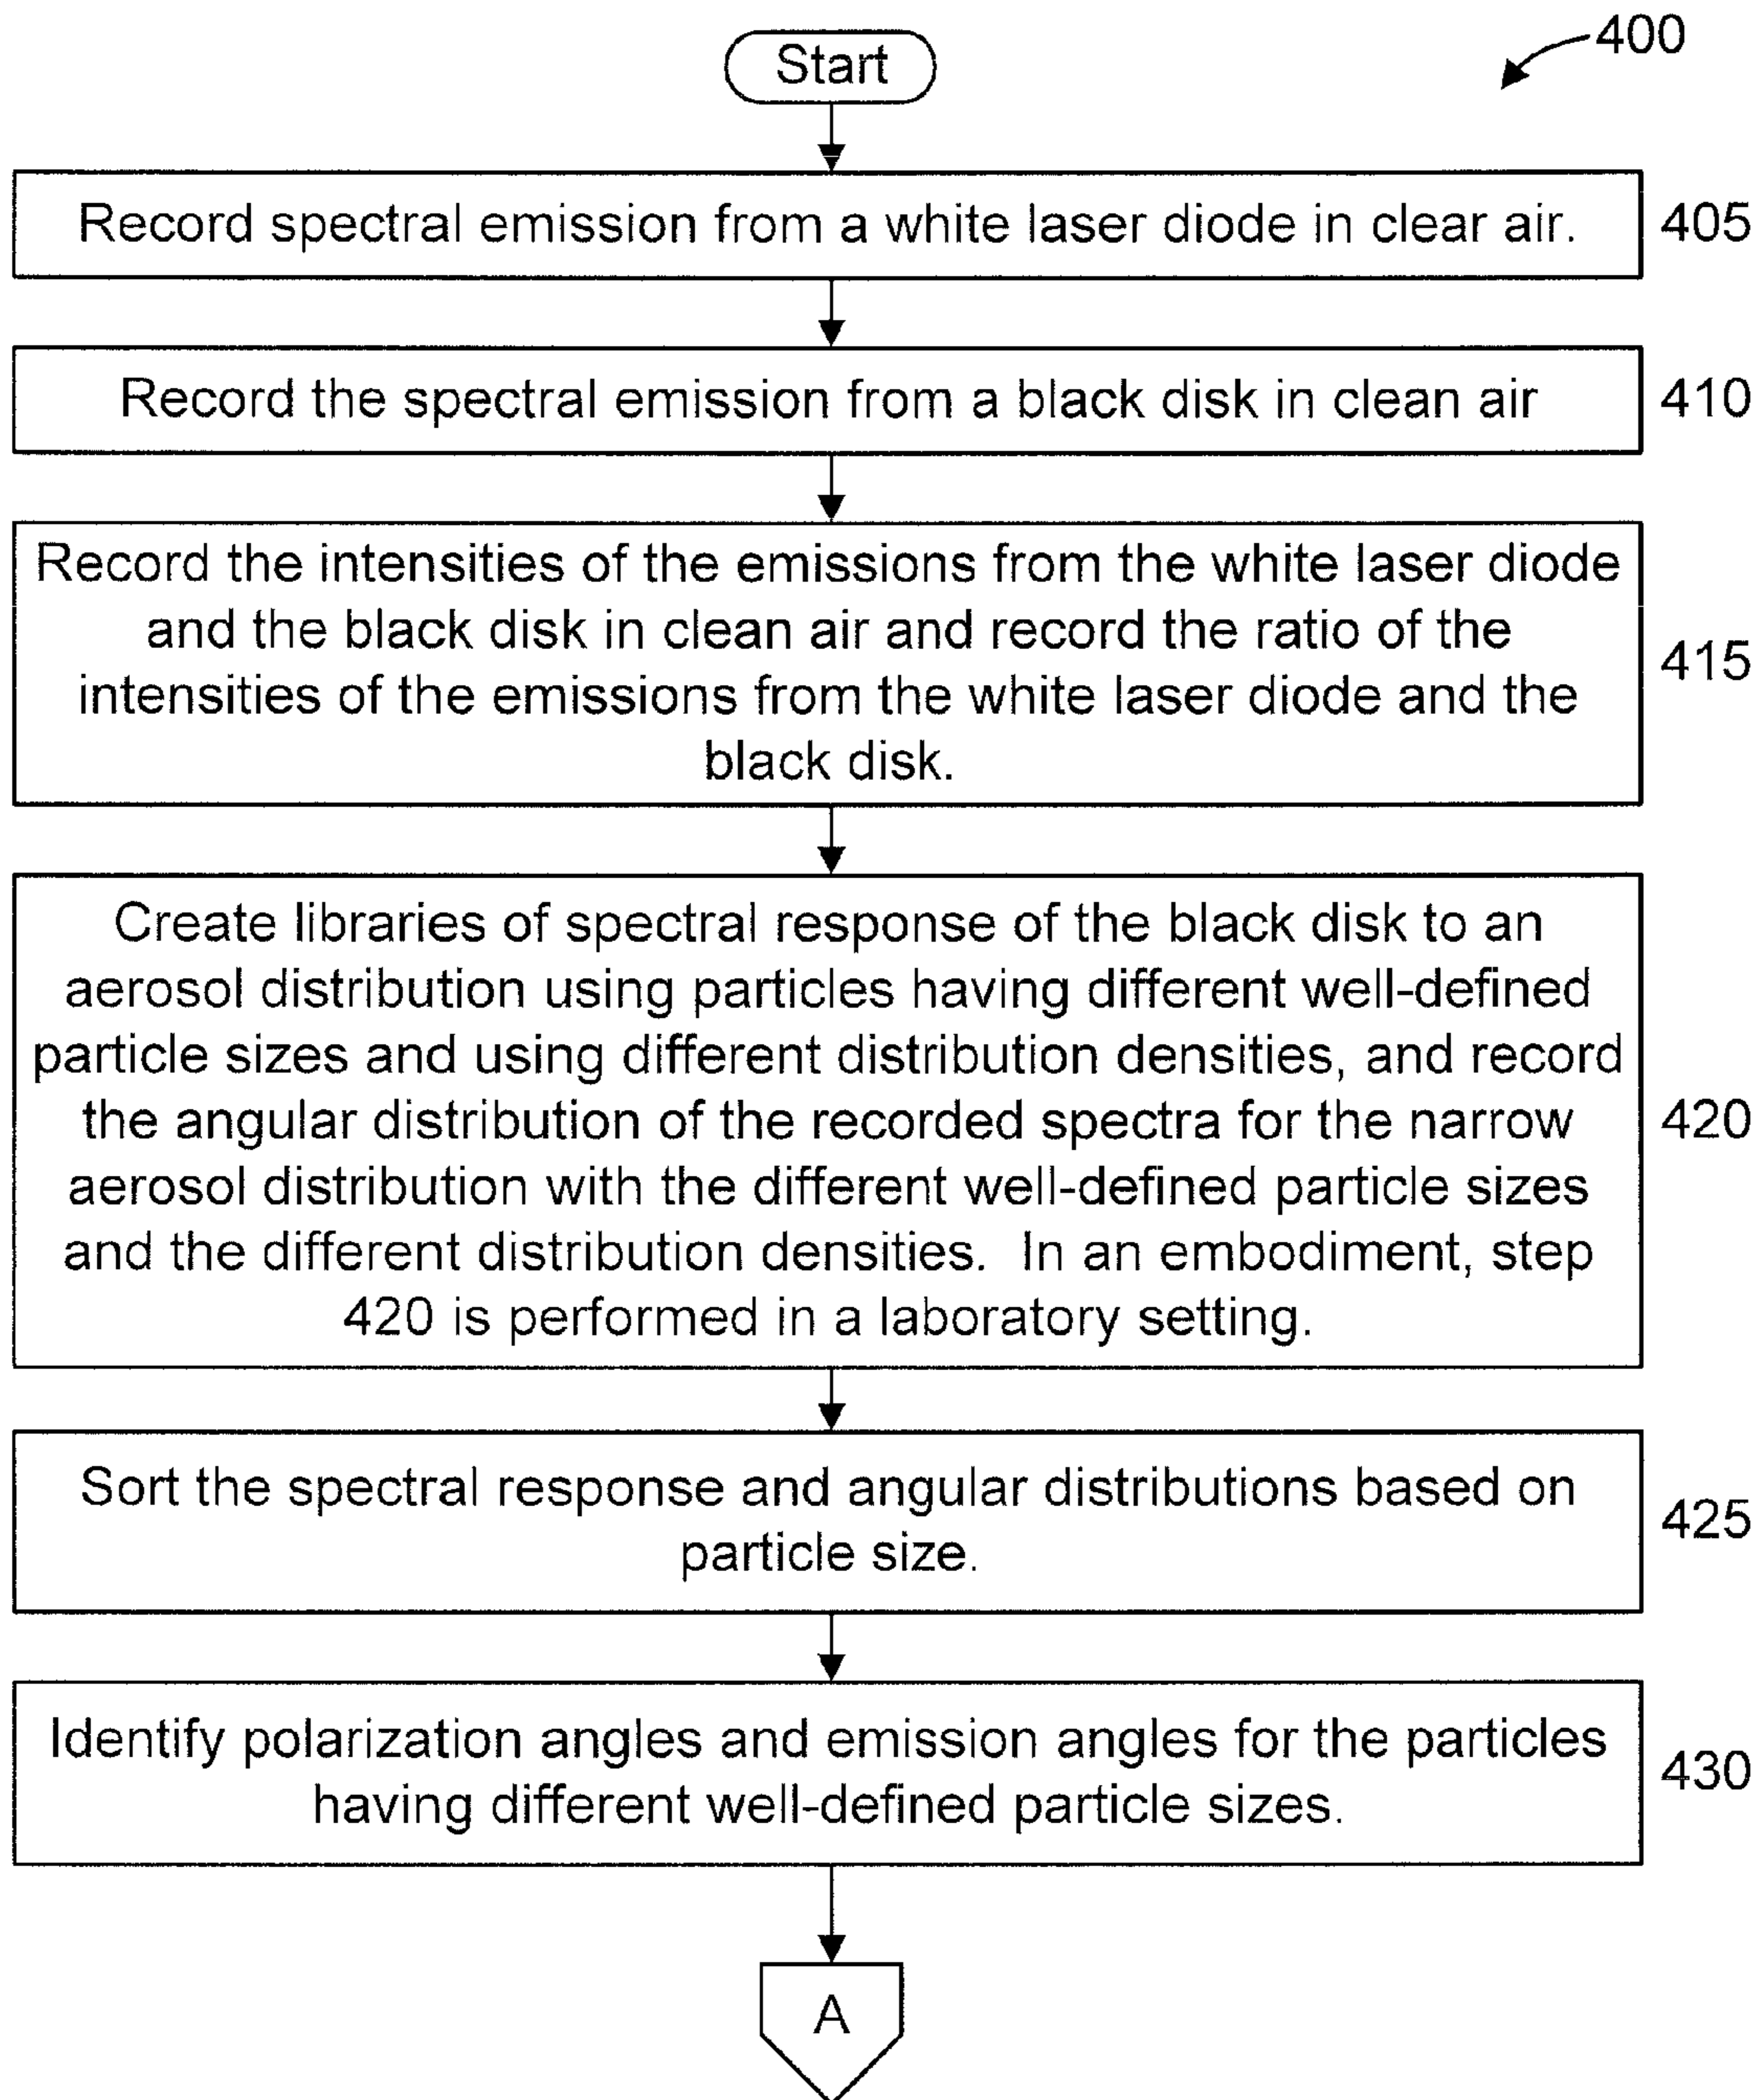 400
Start
Record spectral emission from a white laser diode in clear air.
405
Record the spectral emission from a black disk in clean air
410
Record the intensities of the emissions from the white laser diode
and the black disk in clean air and record the ratio of the
intensities of the emissions from the white laser diode and the
black disk.
415
Create libraries of spectral response of the black disk to an
aerosol distribution using particles having different well-defined
particle sizes and using different distribution densities, and record
the angular distribution of the recorded spectra for the narrow
aerosol distribution with the different well-defined particle sizes
and the different distribution densities. In an embodiment, step
420 is performed in a laboratory setting.
420
Sort the spectral response and angular distributions based on
particle size.
425
Identify polarization angles and emission angles for the particles
having different well-defined particle sizes.
430
A